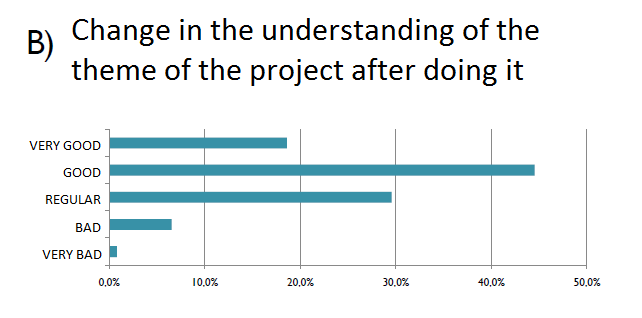 B) Change in the understanding of the
theme of the project after doing it
VERY GOOD
GOOD
REGULAR
BAD
VERY BAD
0,0% 10,0% 20,0% 30,0% 40,0% 50,0%